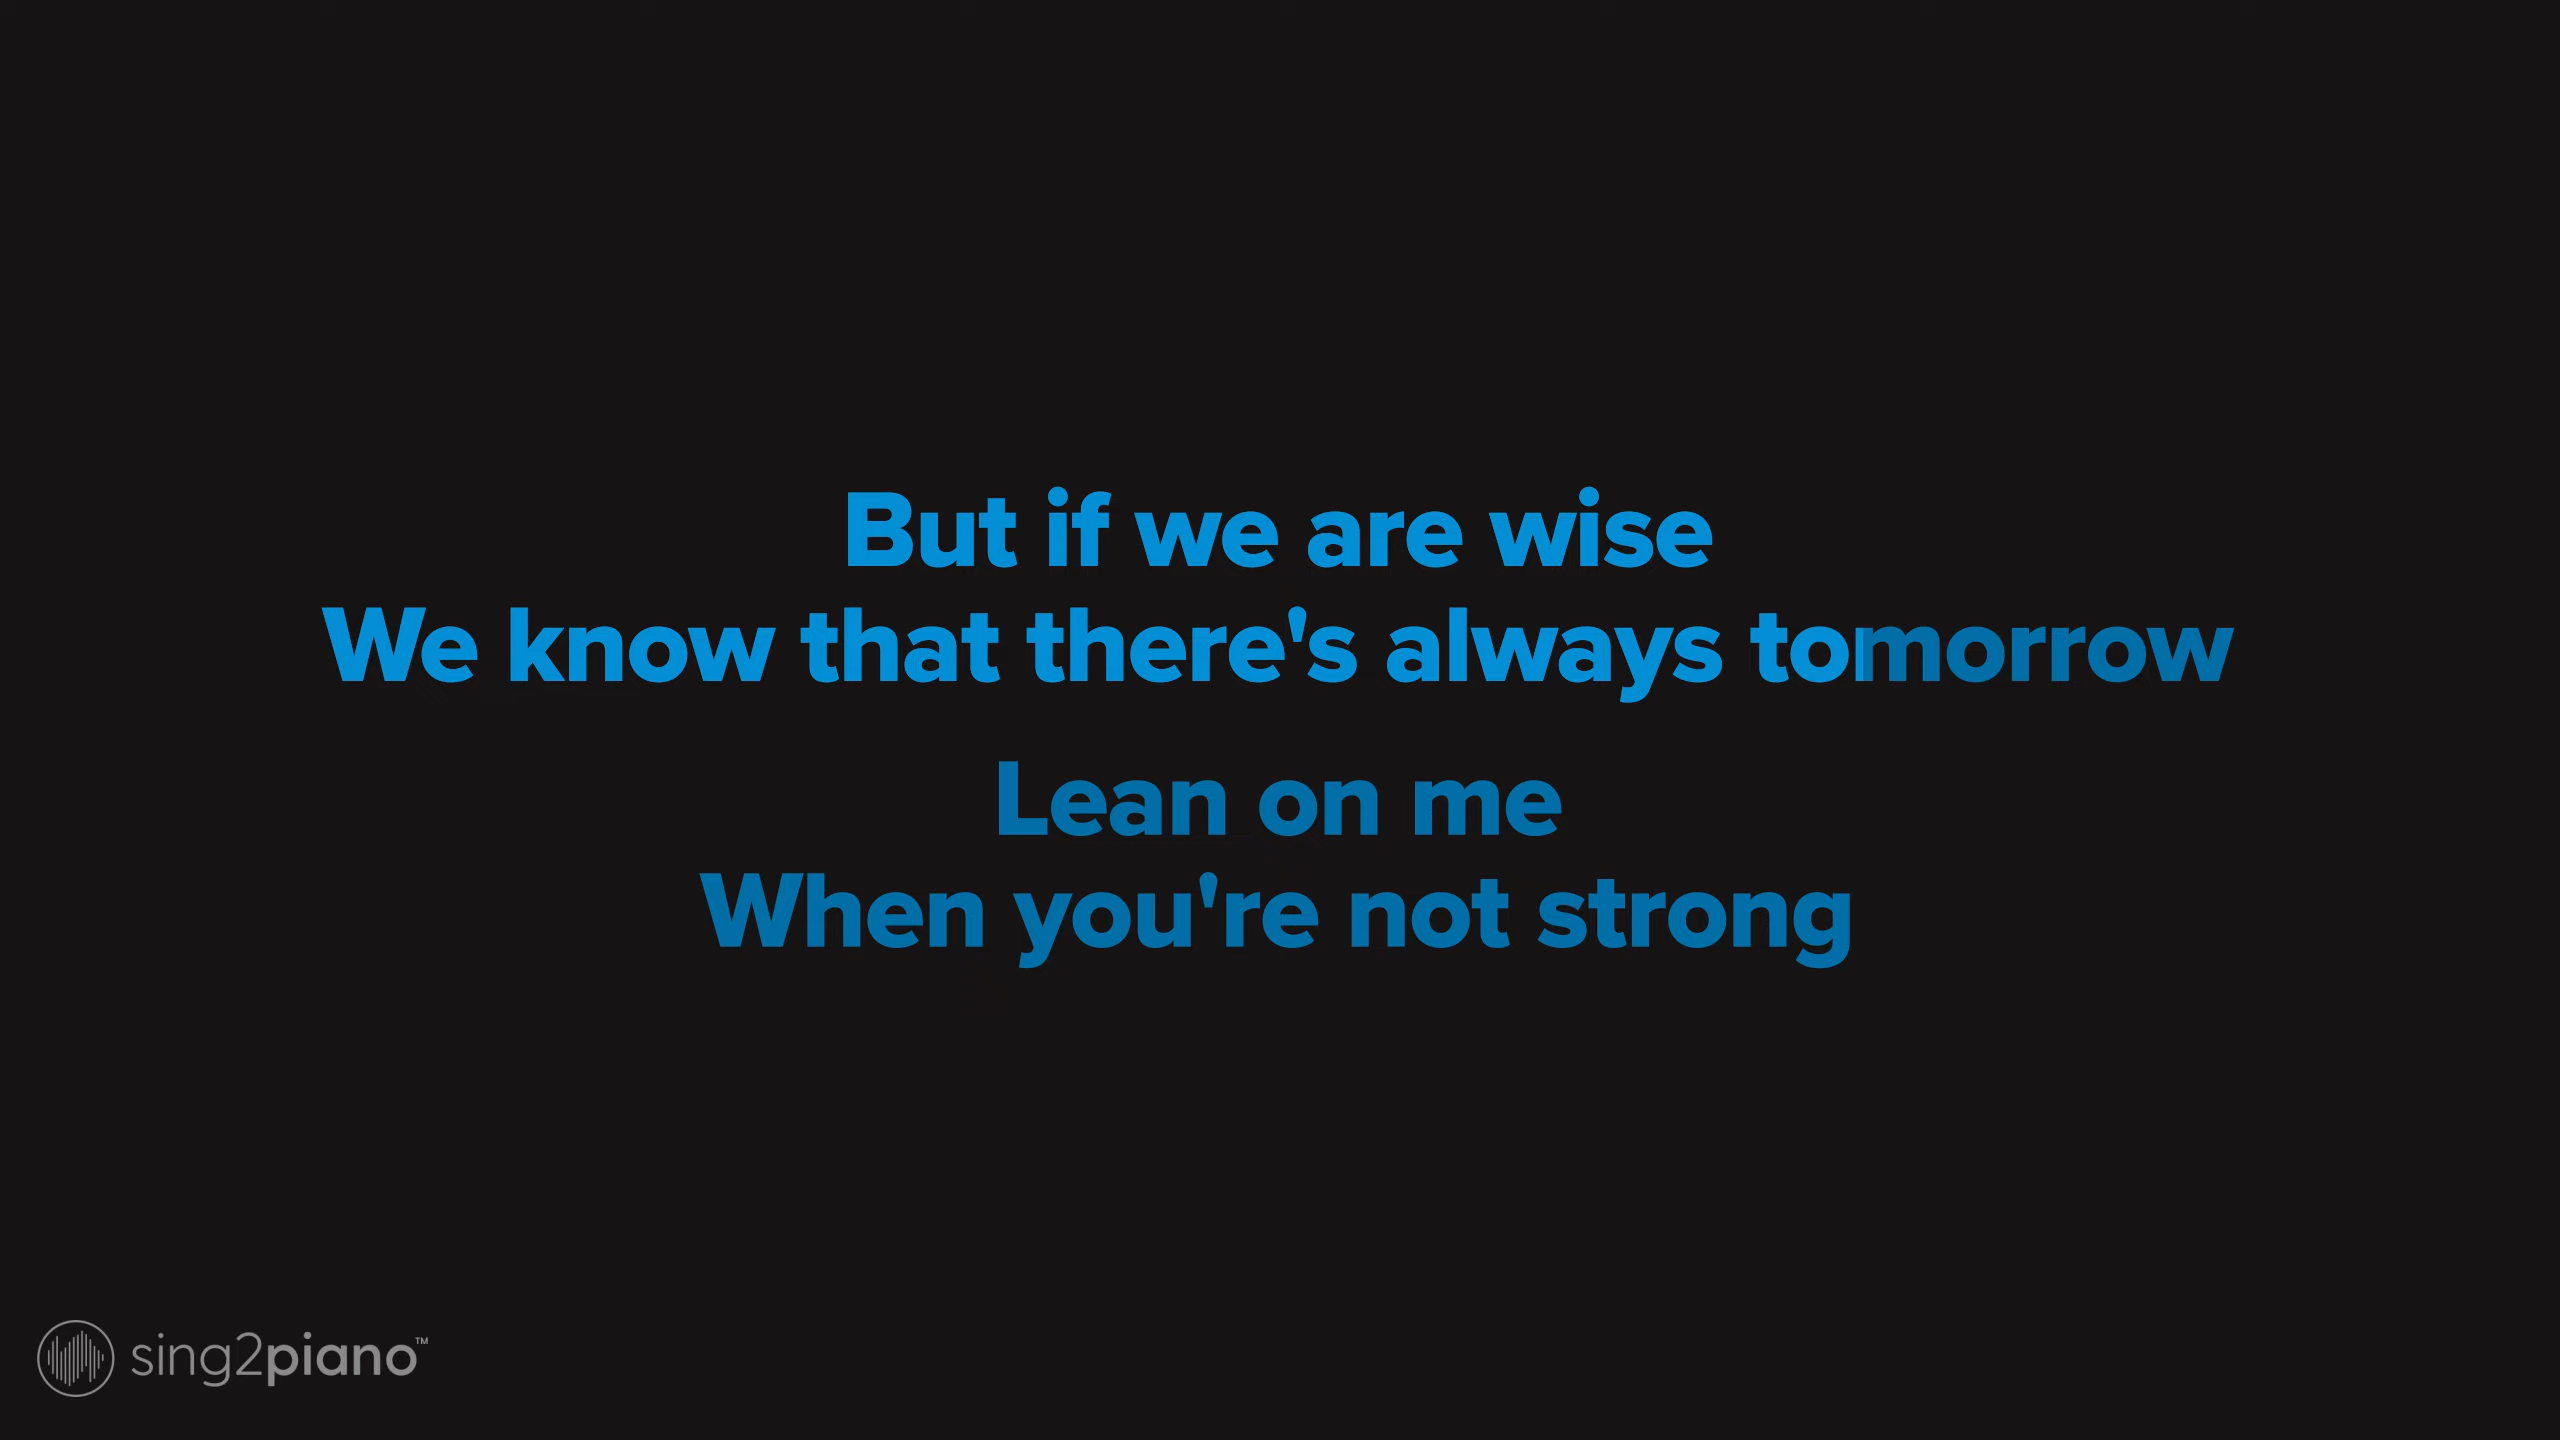 But if we are wise
We know that there's always tomorrow
Lean on me
When you're not strong
sing2piano™